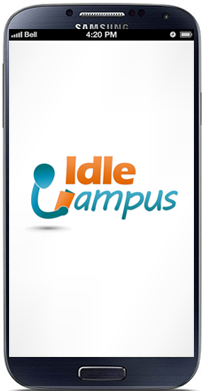 SAMSUNG
Bell 4:20 PM
Idle
Campus